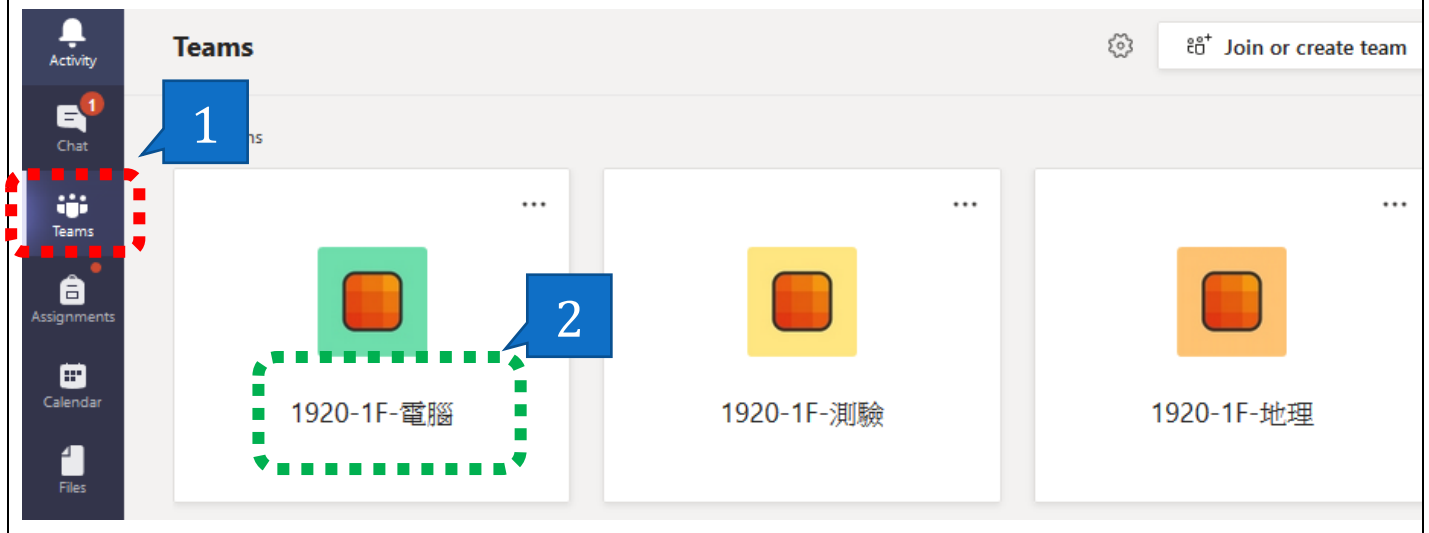 Activity
Teams
Join or create team
1
Chat
1
Teams
Assignments
2
Calendar
1920-1F-電腦
1920-1F-測驗
1920-1F-地理
Files